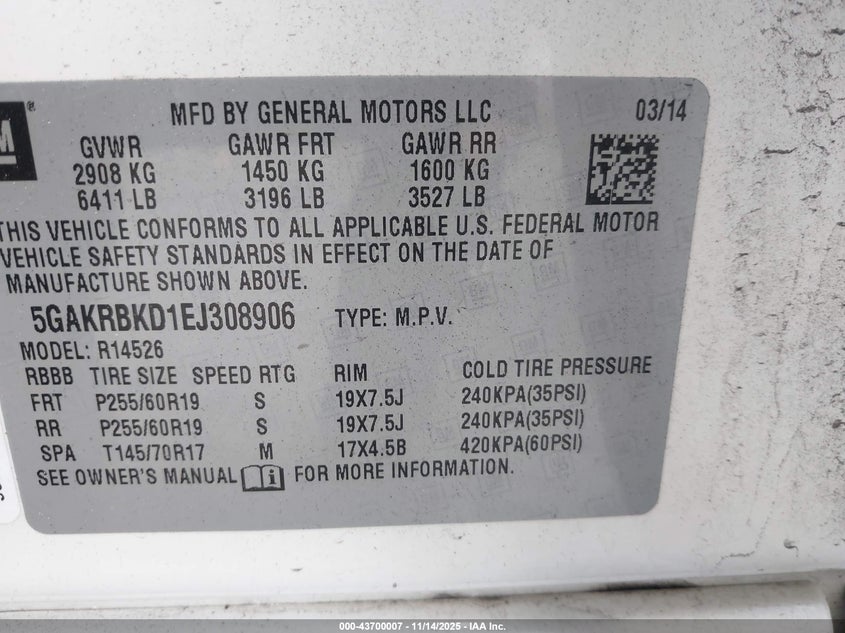 M ®
MFD BY GENERAL MOTORS LLC 03/14
GVWR GAWR FRT GAWR RR
2908 KG 1450 KG 1600 KG
6411 LB 3196 LB 3527 LB
THIS VEHICLE CONFORMS TO ALL APPLICABLE U.S. FEDERAL MOTOR
VEHICLE SAFETY STANDARDS IN EFFECT ON THE DATE OF
MANUFACTURE SHOWN ABOVE.
5GAKRBKD1EJ308906 TYPE: M.P.V.
MODEL: R14526
RBBB TIRE SIZE SPEED RTG RIM COLD TIRE PRESSURE
FRT P255/60R19 S 19X7.5J 240KPA(35PSI)
RR P255/60R19 S 19X7.5J 240KPA(35PSI)
SPA T145/70R17 M 17X4.5B 420KPA(60PSI)
SEE OWNER'S MANUAL i FOR MORE INFORMATION.
000-43700007 - 11/14/2025 - IAA Inc.